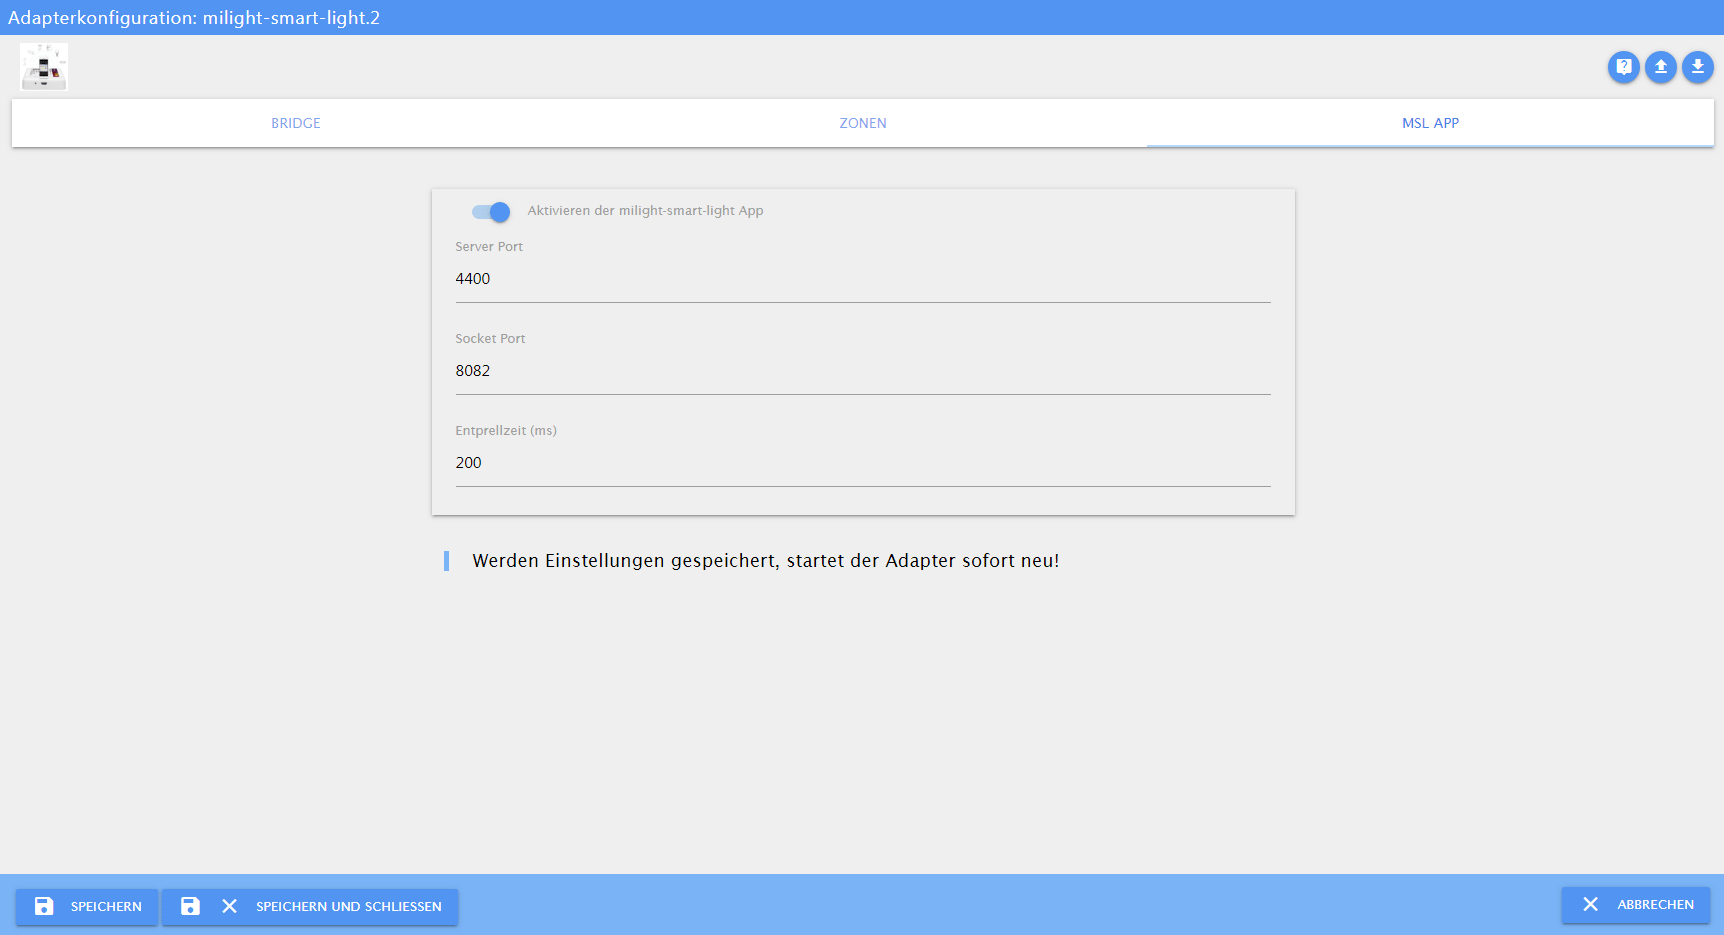 Adapterkonfiguration: milight-smart-light.2
BRIDGE
ZONEN
MSL APP
Aktivieren der milight-smart-light App
Server Port
4400
Socket Port
8082
Entprellzeit (ms)
200
Werden Einstellungen gespeichert, startet der Adapter sofort neu!
SPEICHERN
SPEICHERN UND SCHLIESSEN
ABBRECHEN